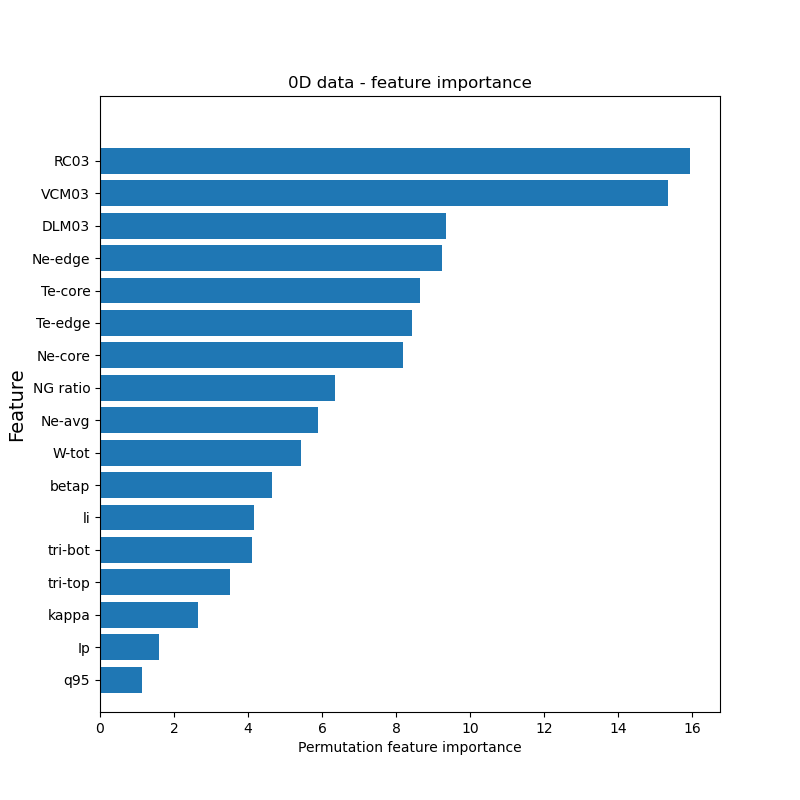 0D data - feature importance
Feature
RC03
VCM03
DLM03
Ne-edge
Te-core
Te-edge
Ne-core
NG ratio
Ne-avg
W-tot
betap
li
tri-bot
tri-top
kappa
Ip
q95
0 2 4 6 8 10 12 14 16
Permutation feature importance